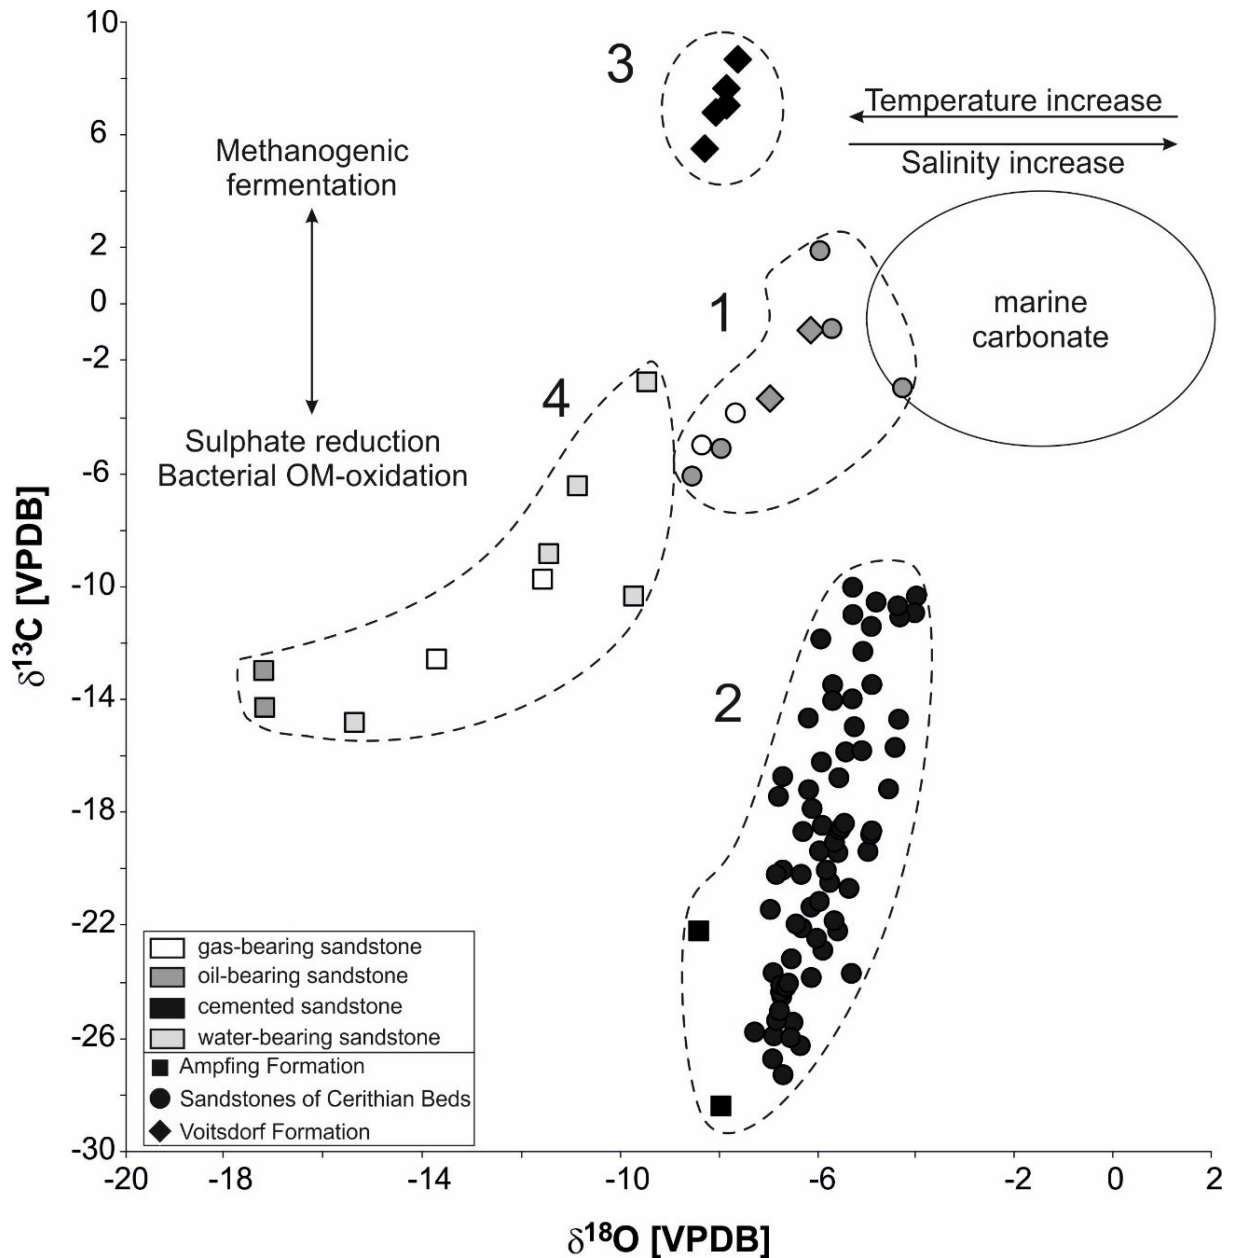 10
6
2
0
-2
-6
-10
-14
-18
-22
-26
-30
δ13C [VPDB]
3
Temperature increase
Salinity increase
Methanogenic
fermentation
marine
carbonate
1
4
Sulphate reduction
Bacterial OM-oxidation
2
gas-bearing sandstone
oil-bearing sandstone
cemented sandstone
water-bearing sandstone
Ampfing Formation
Sandstones of Cerithian Beds
Voitsdorf Formation
-20 -18 -14 -10 -6 -2 0 2
δ18O [VPDB]